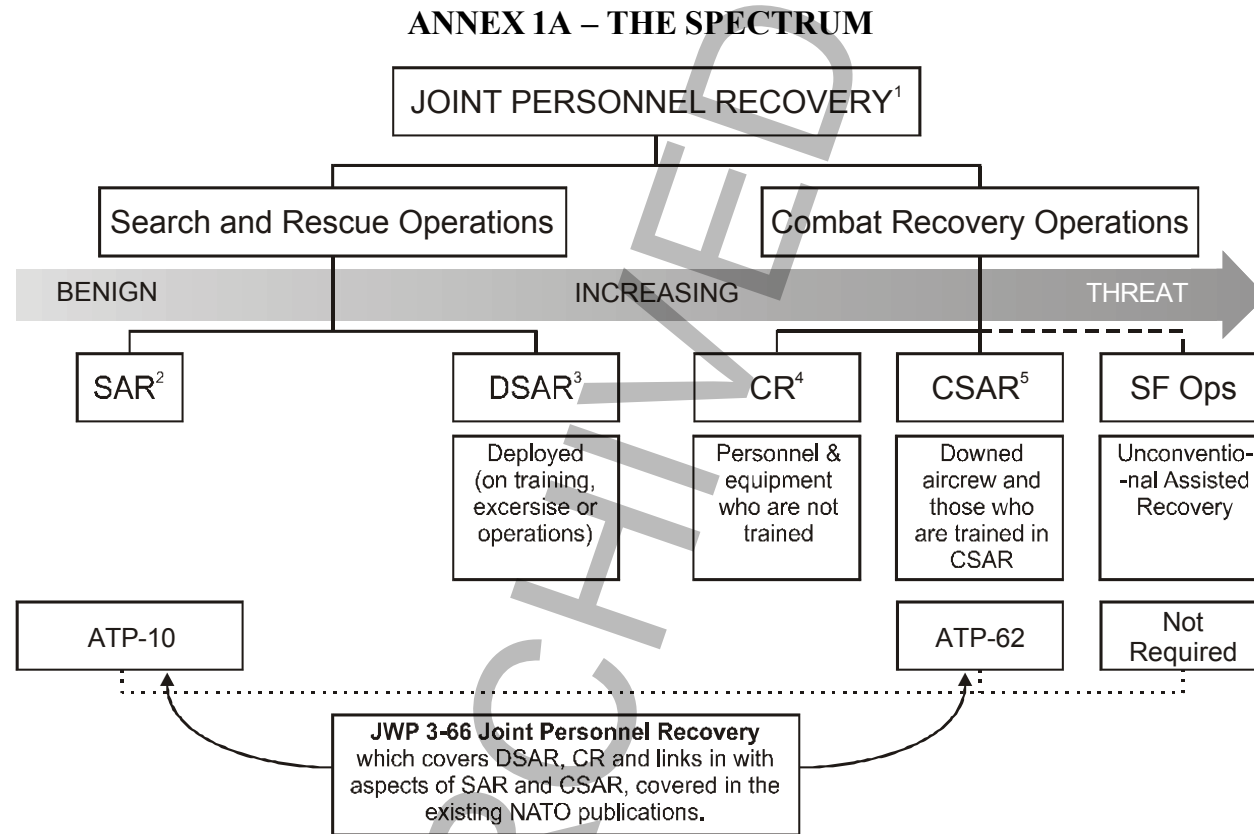 ANNEX 1A – THE SPECTRUM
JOINT PERSONNEL RECOVERY1
Search and Rescue Operations
Combat Recovery Operations
BENIGN
INCREASING
THREAT
SAR2
DSAR3
CR4
CSAR5
SF Ops
Deployed
(on training,
excersise or
operations)
Personnel &
equipment
who are not
trained
Downed
aircrew and
those who
are trained in
CSAR
Unconventio-
-nal Assisted
Recovery
ATP-10
ATP-62
Not
Required
JWP 3-66 Joint Personnel Recovery
which covers DSAR, CR and links in with
aspects of SAR and CSAR, covered in the
existing NATO publications.
RCHIVED